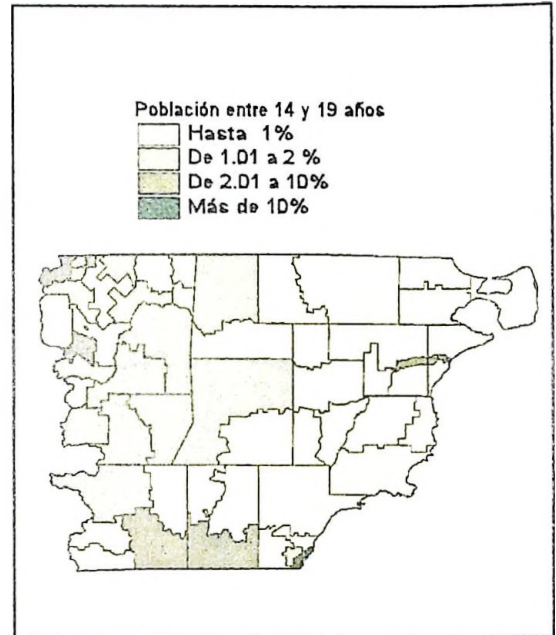 Población entre 14 y 19 años
Hasta 1%
De 1.01 a 2 %
De 2.01 a 10%
Más de 10%